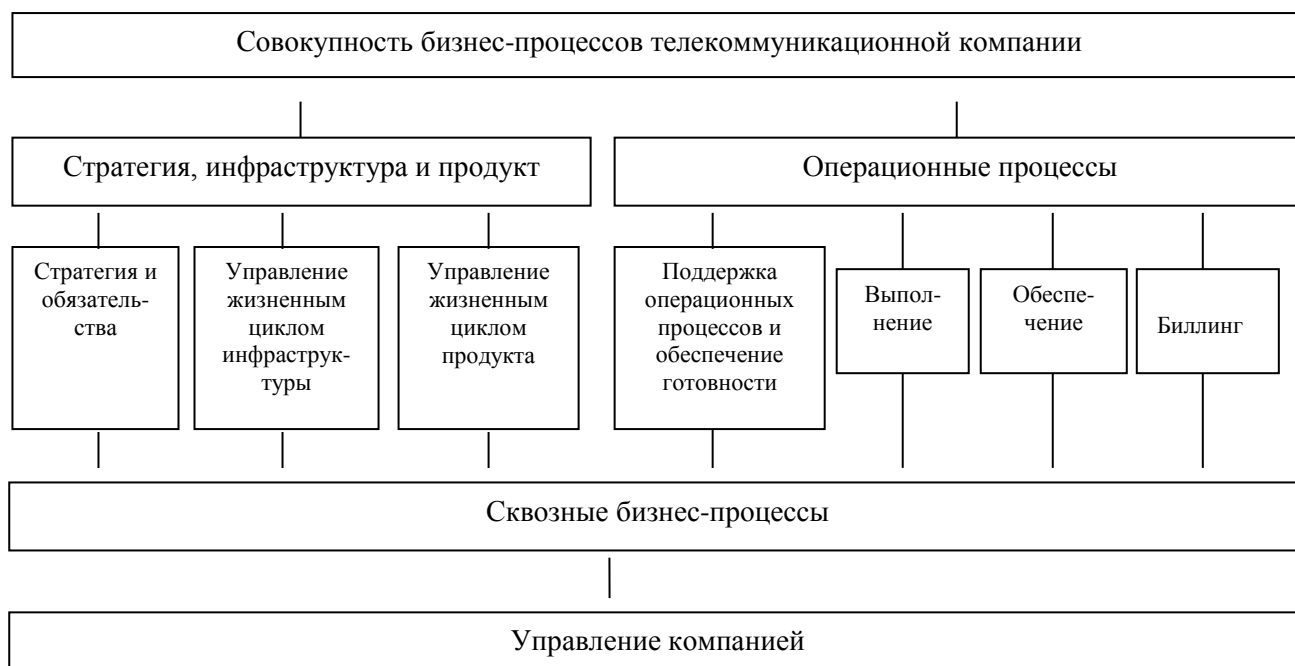 Совокупность бизнес-процессов телекоммуникационной компании
Стратегия, инфраструктура и продукт
Операционные процессы
Стратегия и
обязатель-
ства
Управление
жизненным
циклом
инфраструк-
туры
Управление
жизненным
циклом
продукта
Поддержка
операционных
процессов и
обеспечение
готовности
Выпол-
нение
Обеспе-
чение
Биллинг
Сквозные бизнес-процессы
Управление компанией